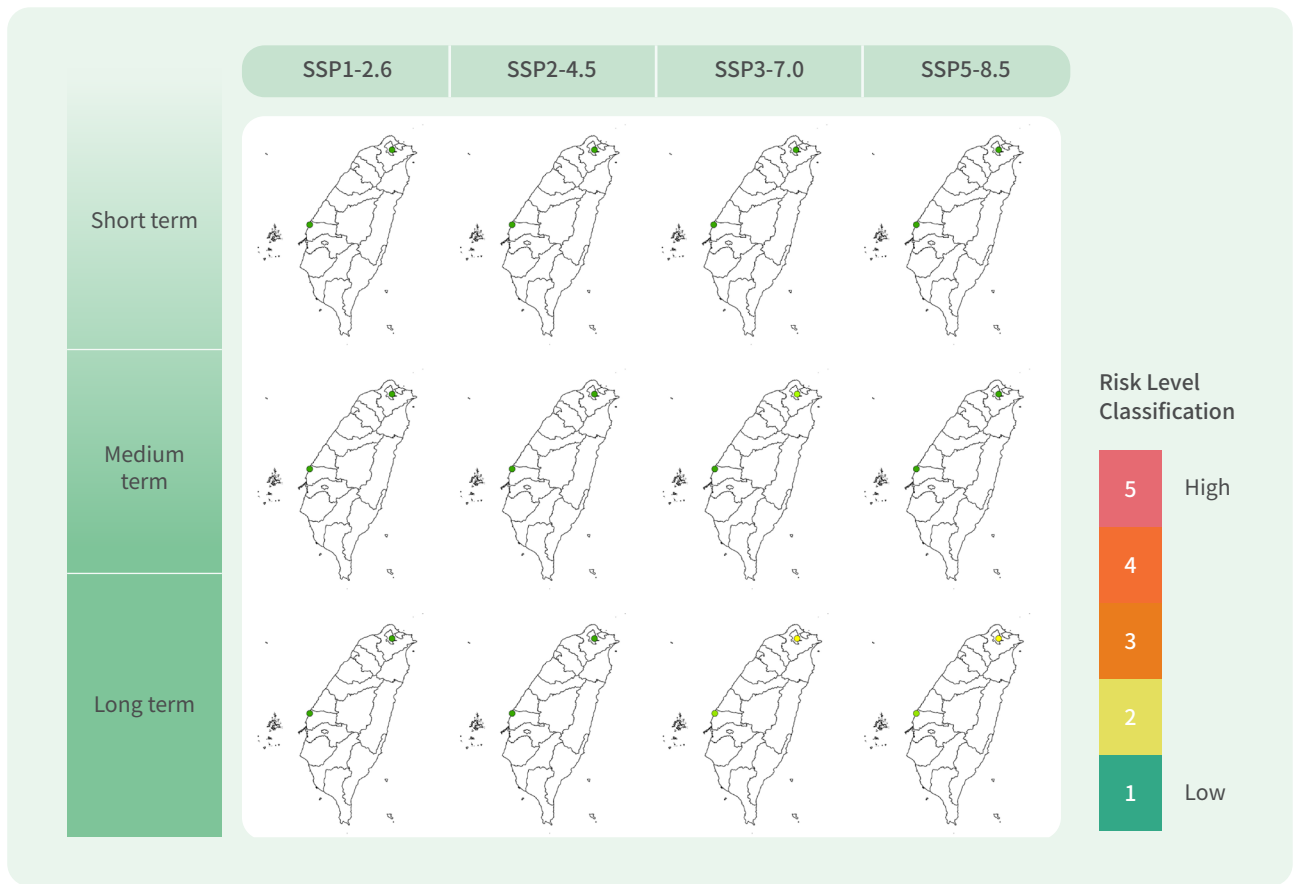 SSP1-2.6
SSP2-4.5
SSP3-7.0
SSP5-8.5
Short term
Medium
term
Long term
Risk Level
Classification
5
High
4
3
2
1
Low